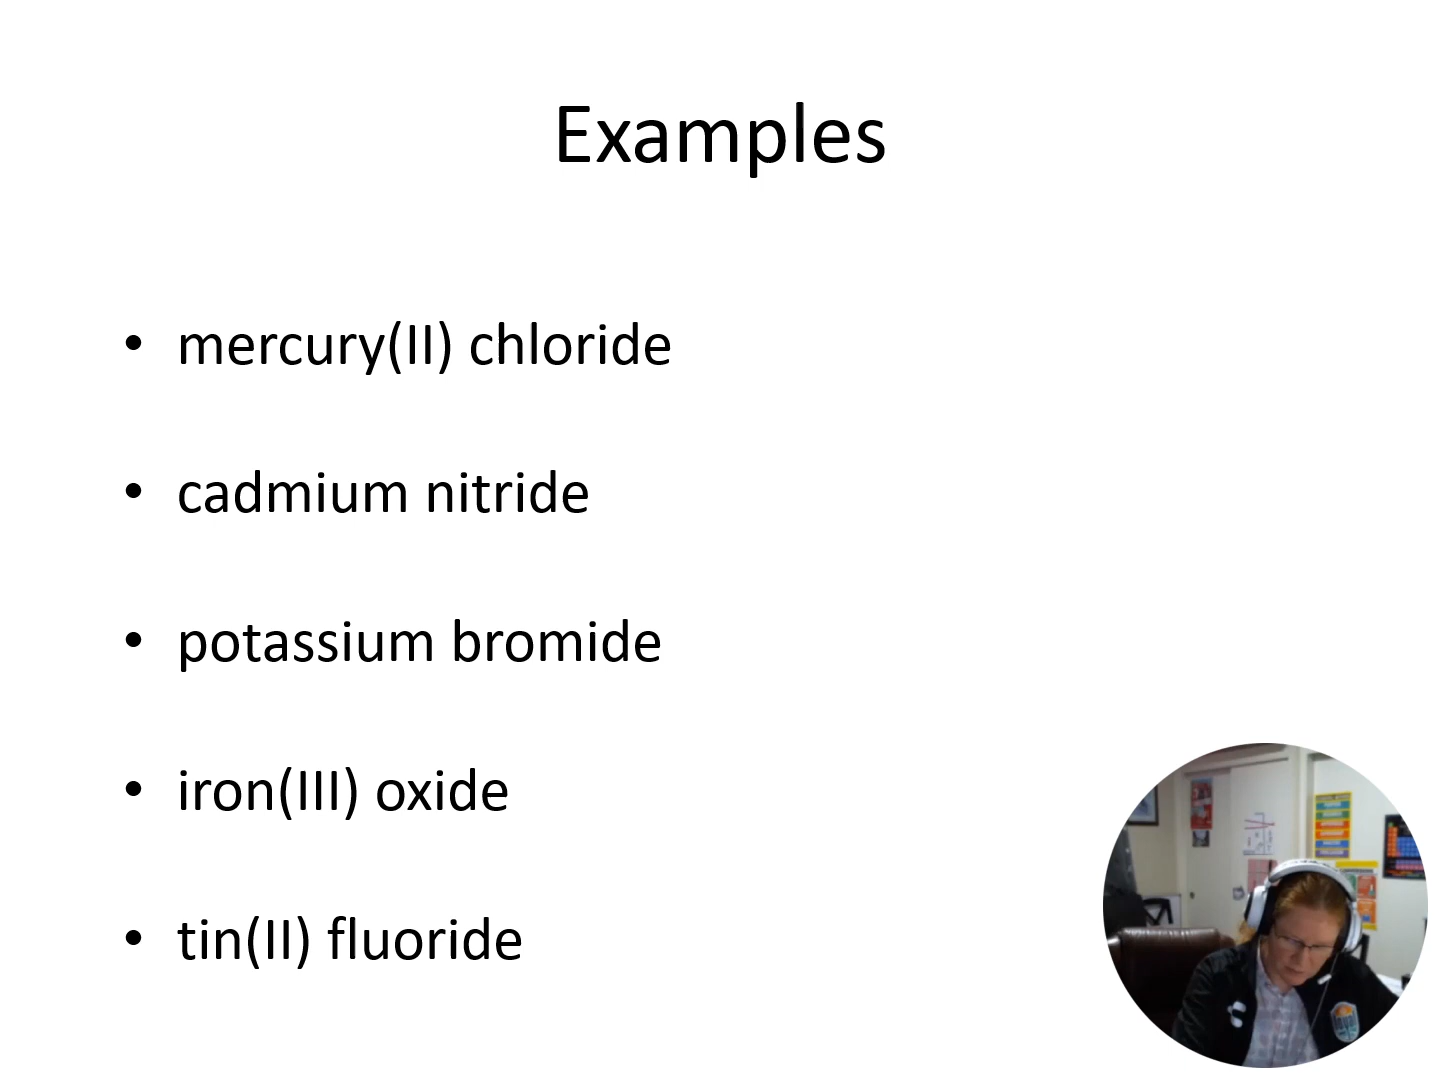 Examples
• mercury(II) chloride
• cadmium nitride
• potassium bromide
• iron(III) oxide
• tin(II) fluoride